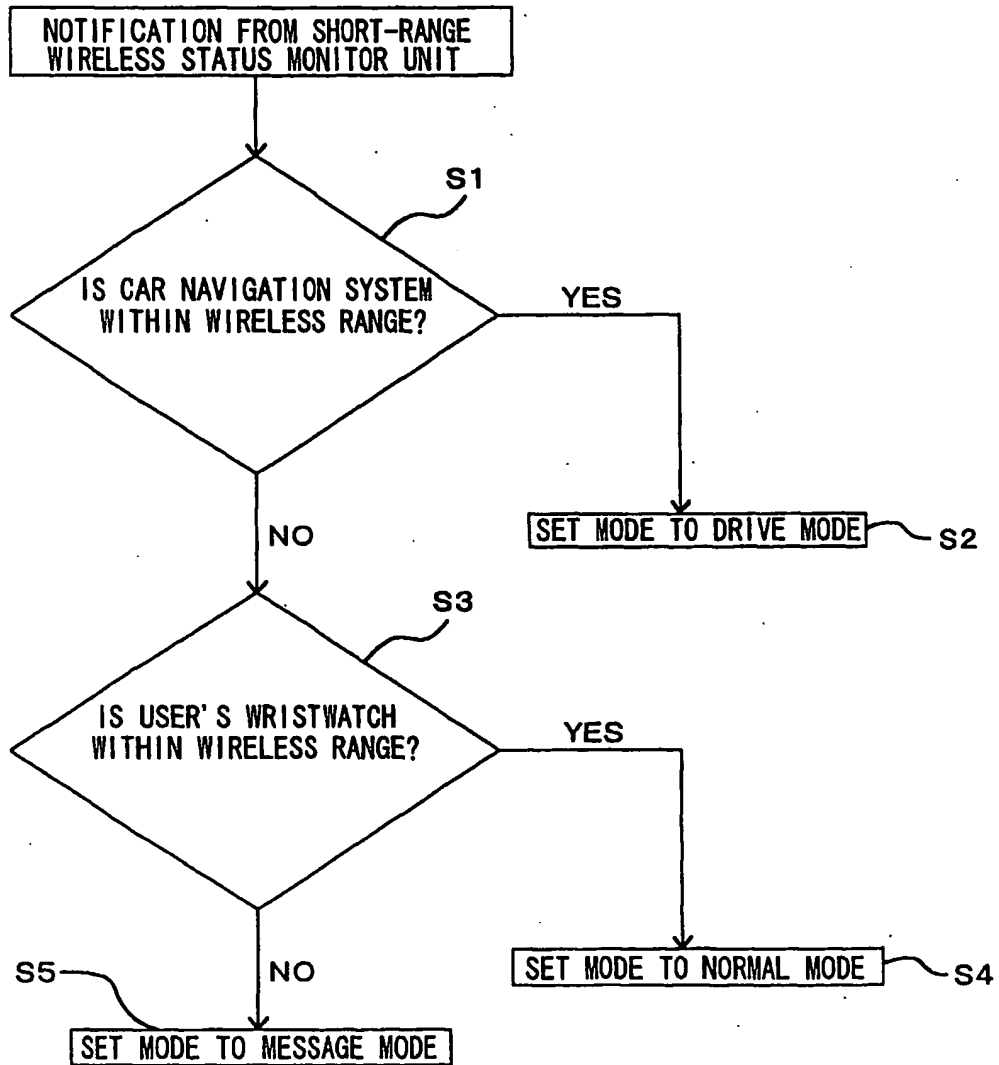 NOTIFICATION FROM SHORT-RANGE
WIRELESS STATUS MONITOR UNIT
S1
IS CAR NAVIGATION SYSTEM
WITHIN WIRELESS RANGE?
YES
NO
SET MODE TO DRIVE MODE
S2
S3
IS USER'S WRISTWATCH
WITHIN WIRELESS RANGE?
YES
NO
SET MODE TO NORMAL MODE
S4
S5
SET MODE TO MESSAGE MODE